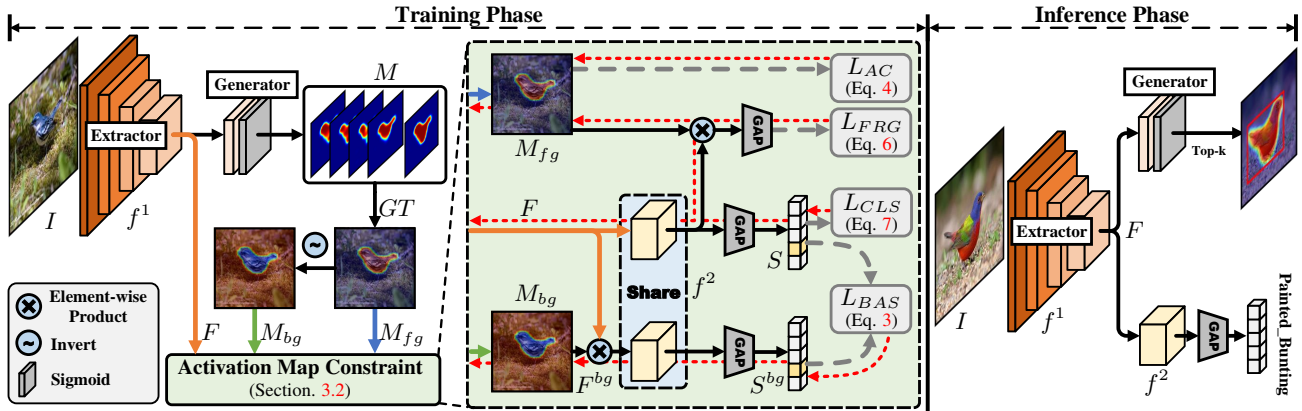 Training Phase
Inference Phase
I
Extractor
f¹
Generator
M
GT
M_bg
M_fg
F
Activation Map Constraint
(Section. 3.2)
Element-wise
Product
Invert
Sigmoid
M_fg
GAP
L_AC
(Eq. 4)
L_FRG
(Eq. 6)
F
GAP
S
L_CLS
(Eq. 7)
f²
Share
M_bg
F^bg
GAP
S^bg
L_BAS
(Eq. 3)
I
Extractor
f¹
F
Generator
Top-k
f²
GAP
Painted_Bunting